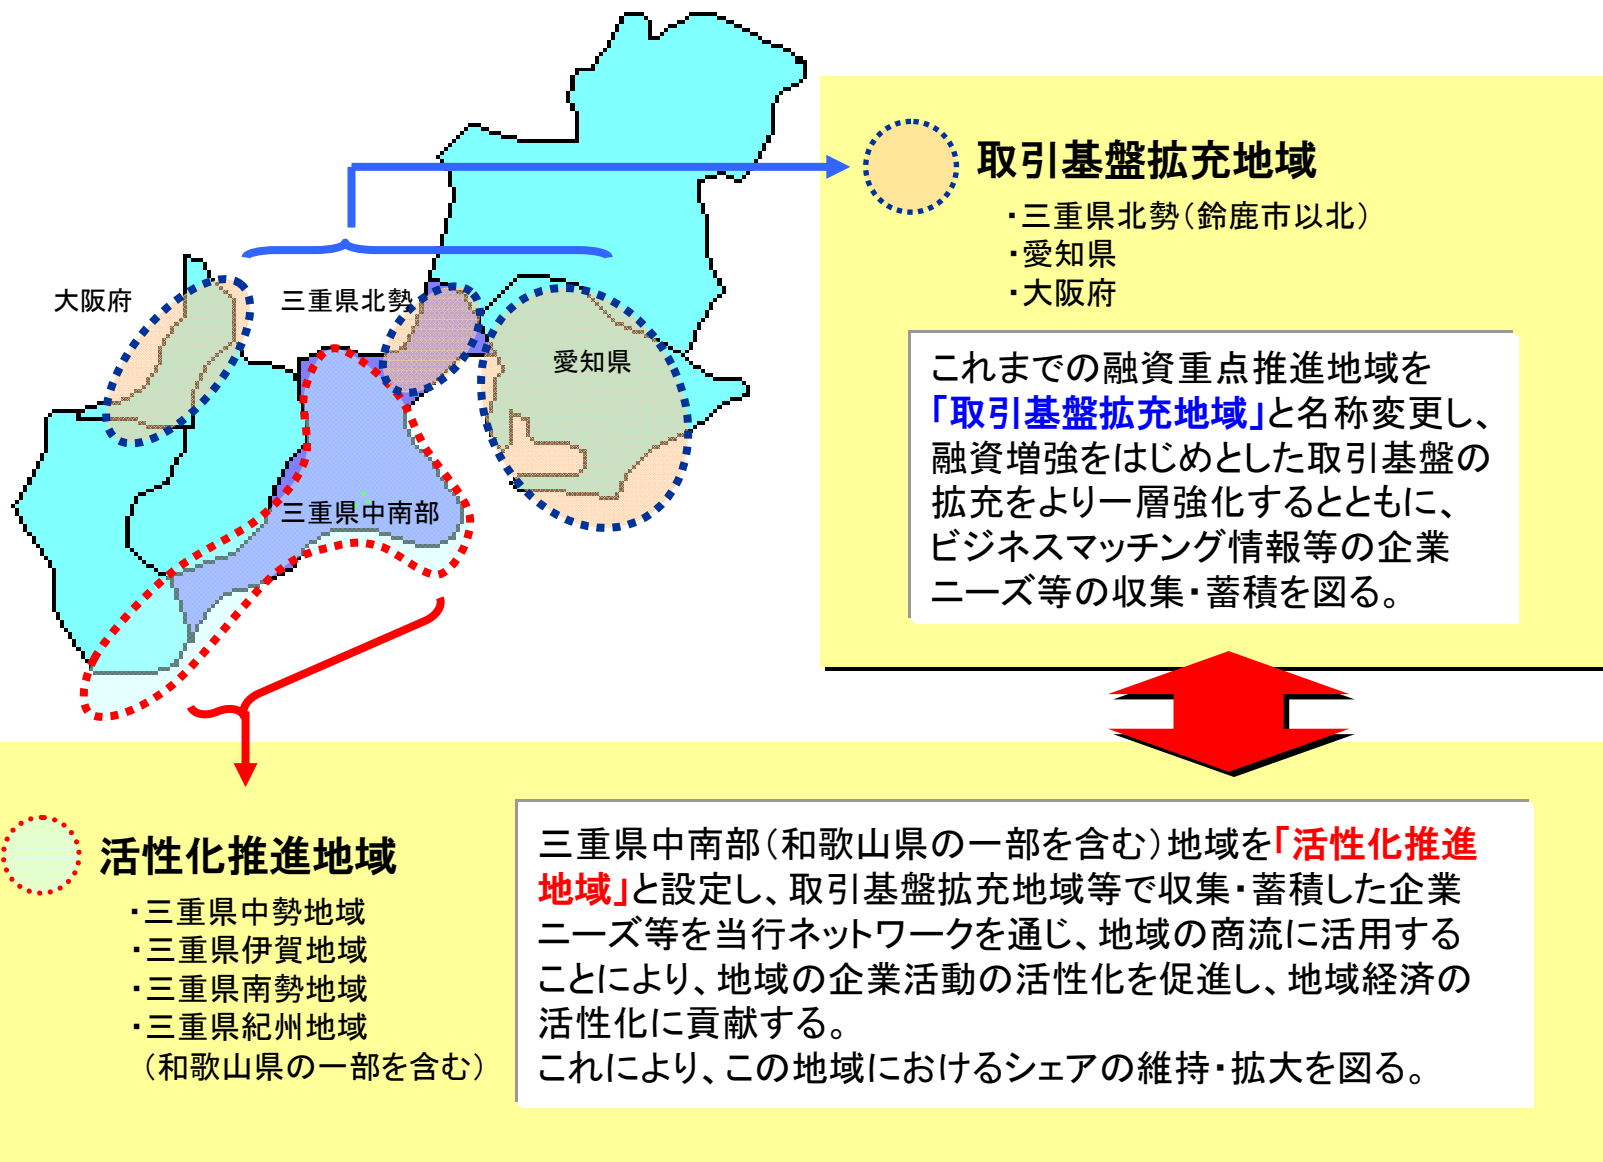 大阪府
三重県北勢
愛知県
三重県中南部
取引基盤拡充地域
・三重県北勢(鈴鹿市以北)
・愛知県
・大阪府
これまでの融資重点推進地域を
「取引基盤拡充地域」と名称変更し、
融資増強をはじめとした取引基盤の
拡充をより一層強化するとともに、
ビジネスマッチング情報等の企業
ニーズ等の収集・蓄積を図る。
活性化推進地域
・三重県中勢地域
・三重県伊賀地域
・三重県南勢地域
・三重県紀州地域
(和歌山県の一部を含む)
三重県中南部(和歌山県の一部を含む)地域を「活性化推進
地域」と設定し、取引基盤拡充地域等で収集・蓄積した企業
ニーズ等を当行ネットワークを通じ、地域の商流に活用する
ことにより、地域の企業活動の活性化を促進し、地域経済の
活性化に貢献する。
これにより、この地域におけるシェアの維持・拡大を図る。